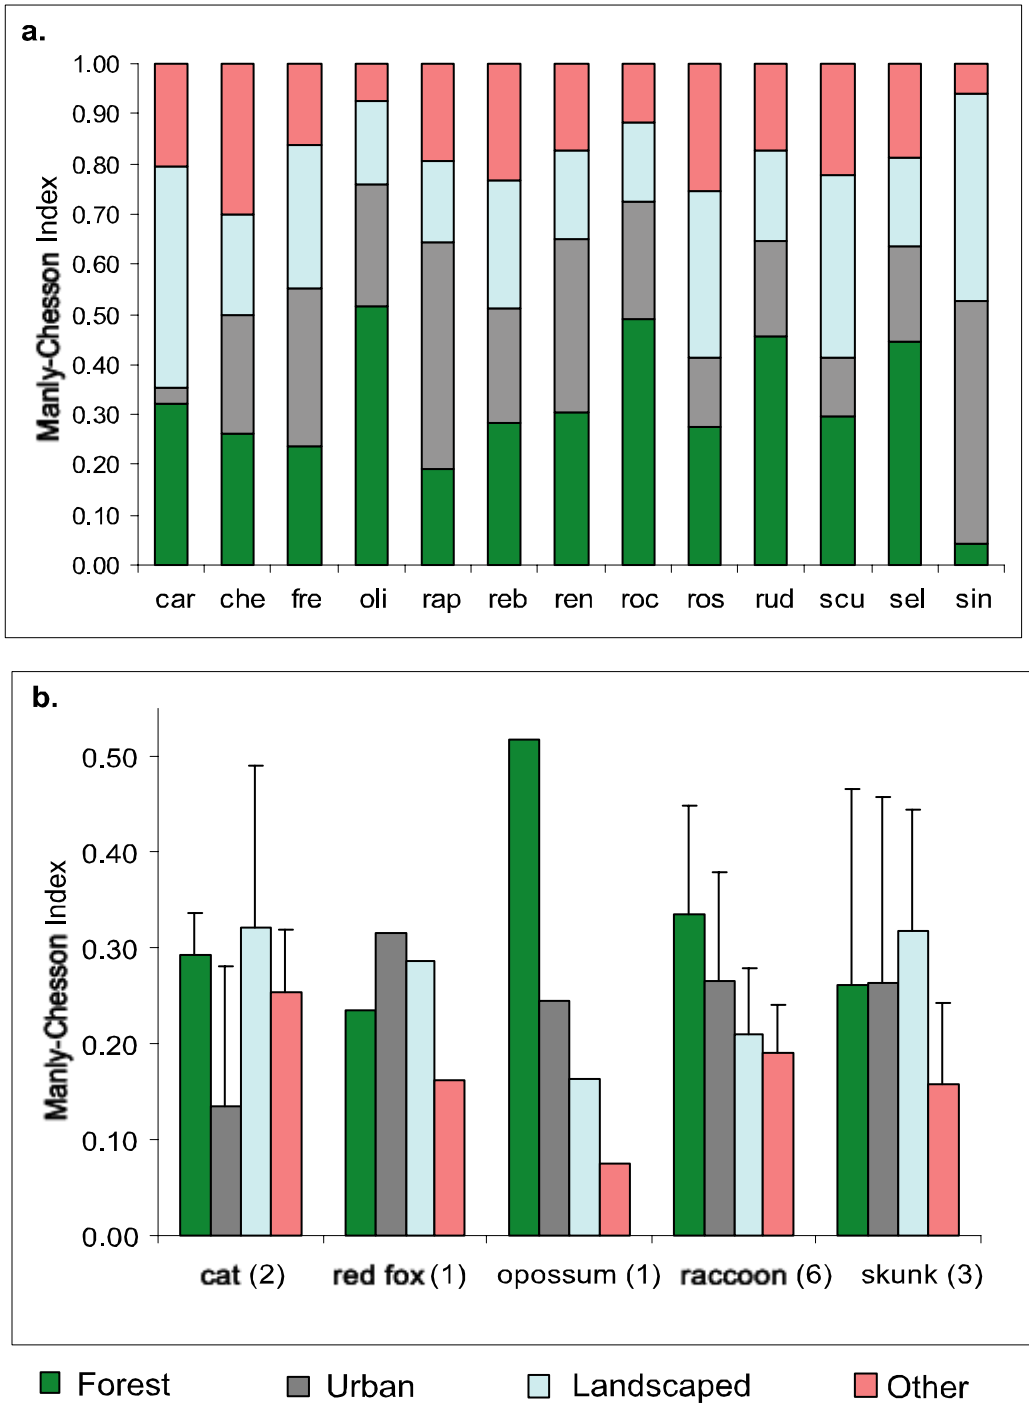 a.
Manly-Chesson Index
1.00
0.90
0.80
0.70
0.60
0.50
0.40
0.30
0.20
0.10
0.00
car che fre oli rap reb ren roc ros rud scu sel sin
b.
Manly-Chesson Index
0.50
0.40
0.30
0.20
0.10
0.00
cat (2) red fox (1) opossum (1) raccoon (6) skunk (3)
Forest Urban Landscaped Other